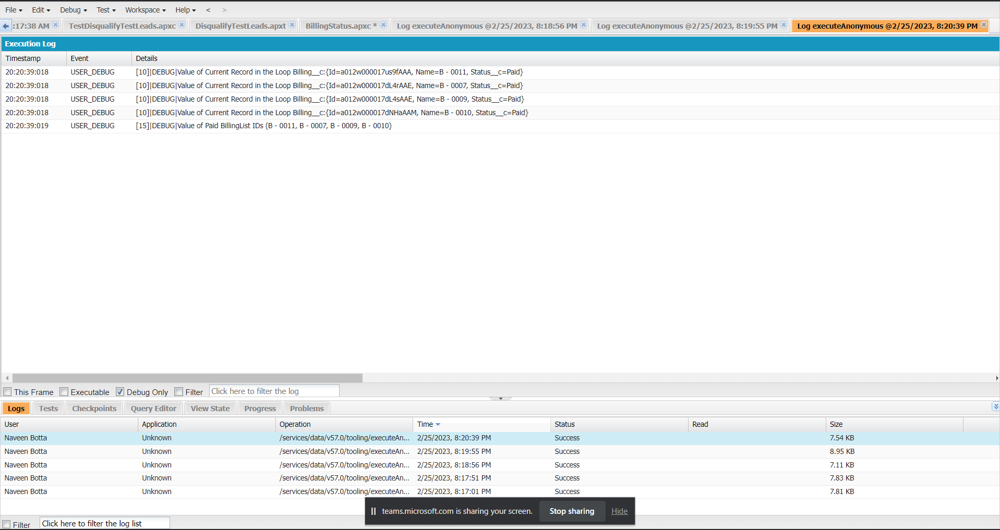 File Edit Debug Test Workspace Help < >
:17:38 AM TestDisqualifyTestLeads.apxc DisqualifyTestLeads.apxt BillingStatus.apxc * Log executeAnonymous @2/25/2023, 8:18:56 PM Log executeAnonymous @2/25/2023, 8:19:55 PM Log executeAnonymous @2/25/2023, 8:20:39 PM
Execution Log
Timestamp Event Details
20:20:39:018 USER_DEBUG [10]|DEBUG|Value of Current Record in the Loop Billing__c:{Id=a012w000017us9fAAA, Name=B - 0011, Status__c=Paid}
20:20:39:018 USER_DEBUG [10]|DEBUG|Value of Current Record in the Loop Billing__c:{Id=a012w000017dL4rAAE, Name=B - 0007, Status__c=Paid}
20:20:39:018 USER_DEBUG [10]|DEBUG|Value of Current Record in the Loop Billing__c:{Id=a012w000017dL4sAAE, Name=B - 0009, Status__c=Paid}
20:20:39:018 USER_DEBUG [10]|DEBUG|Value of Current Record in the Loop Billing__c:{Id=a012w000017dNHaAAM, Name=B - 0010, Status__c=Paid}
20:20:39:019 USER_DEBUG [15]|DEBUG|Value of Paid BillingList IDs (B - 0011, B - 0007, B - 0009, B - 0010)
This Frame Executable Debug Only Filter Click here to filter the log
Logs Tests Checkpoints Query Editor View State Progress Problems
User Application Operation Time Status Read Size
Naveen Botta Unknown /services/data/v57.0/tooling/executeAn... 2/25/2023, 8:20:39 PM Success 7.54 KB
Naveen Botta Unknown /services/data/v57.0/tooling/executeAn... 2/25/2023, 8:19:55 PM Success 8.95 KB
Naveen Botta Unknown /services/data/v57.0/tooling/executeAn... 2/25/2023, 8:18:56 PM Success 7.11 KB
Naveen Botta Unknown /services/data/v57.0/tooling/executeAn... 2/25/2023, 8:17:51 PM Success 7.83 KB
Naveen Botta Unknown /services/data/v57.0/tooling/executeAn... 2/25/2023, 8:17:01 PM Success 7.81 KB
teams.microsoft.com is sharing your screen. Stop sharing Hide
Filter Click here to filter the log list